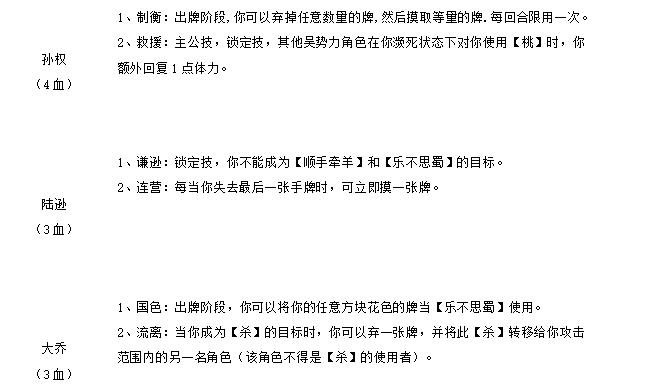 1、制衡：出牌阶段,你可以弃掉任意数量的牌,然后摸取等量的牌.每回合限用一次。
2、救援：主公技，锁定技，其他吴势力角色在你濒死状态下对你使用【桃】时，你
额外回复1点体力。
孙权
（4血）
1、谦逊：锁定技，你不能成为【顺手牵羊】和【乐不思蜀】的目标。
2、连营：每当你失去最后一张手牌时，可立即摸一张牌。
陆逊
（3血）
1、国色：出牌阶段，你可以将你的任意方块花色的牌当【乐不思蜀】使用。
2、流离：当你成为【杀】的目标时，你可以弃一张牌，并将此【杀】转移给你攻击
范围内的另一名角色（该角色不得是【杀】的使用者）。
大乔
（3血）